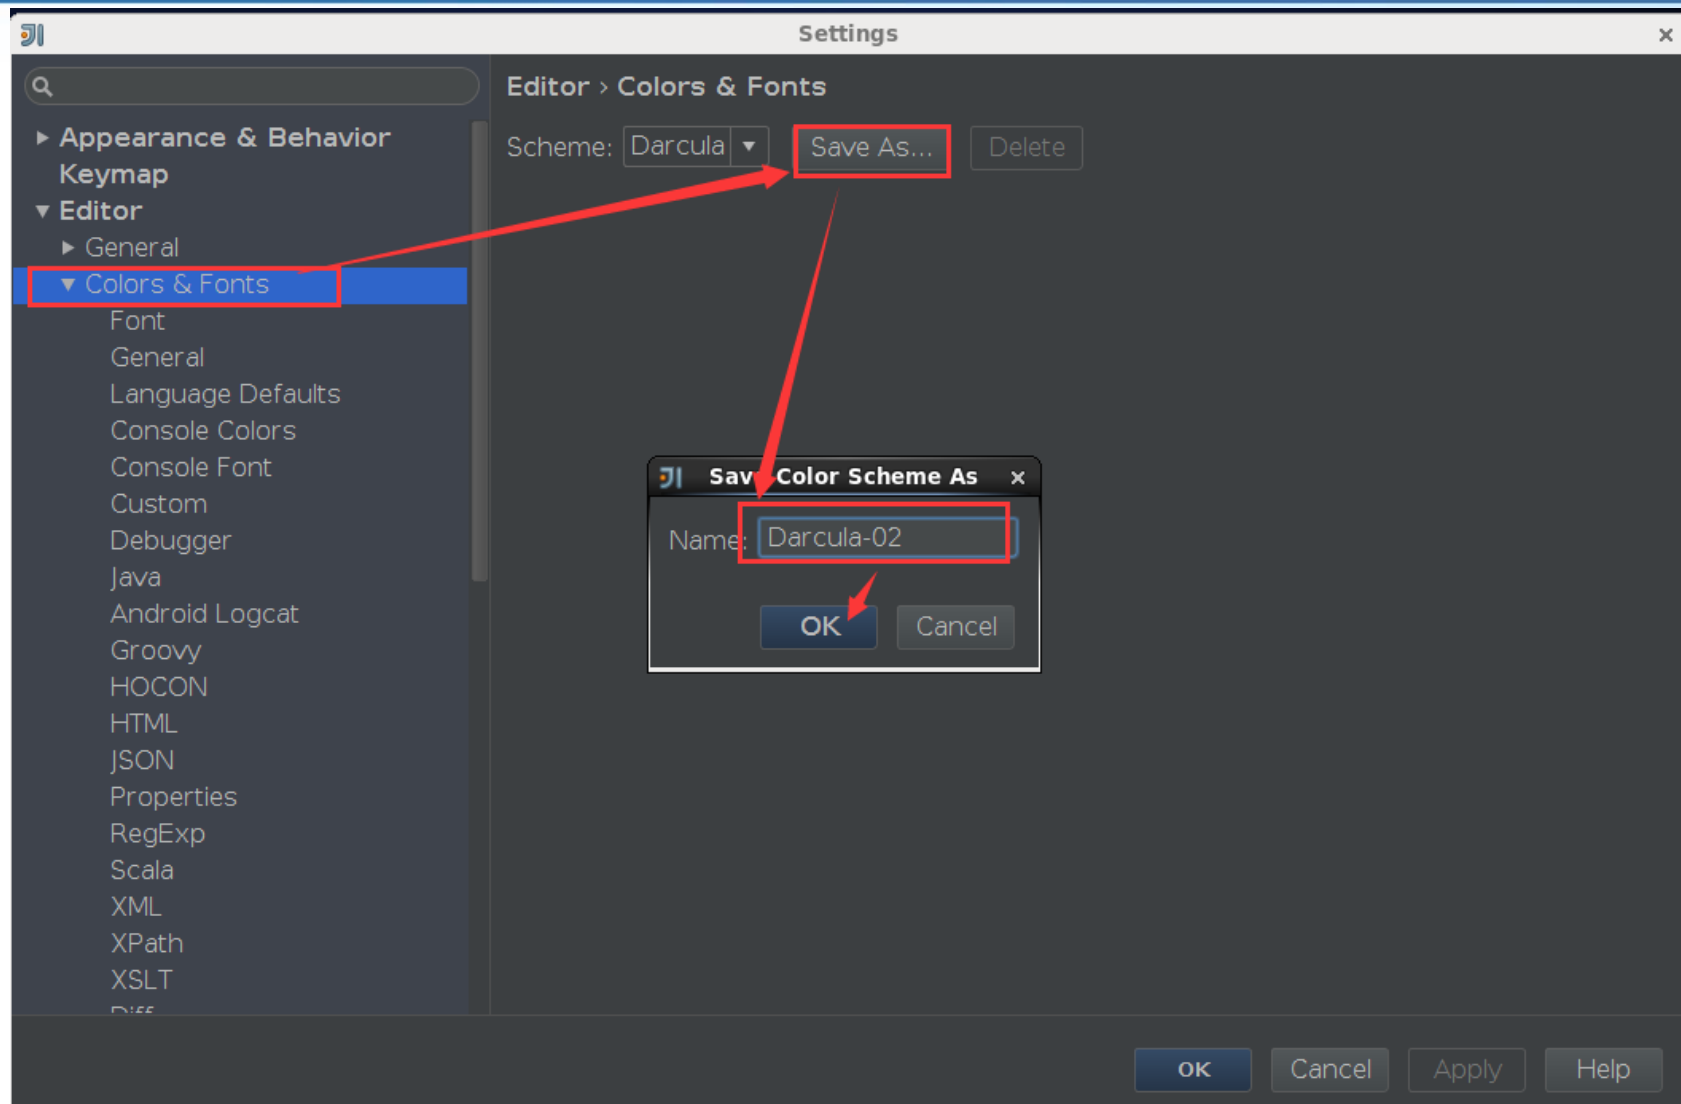 Settings
Editor › Colors & Fonts
Appearance & Behavior
Scheme: Darcula Save As... Delete
Keymap
Editor
General
Colors & Fonts
Font
General
Language Defaults
Console Colors
Console Font
Custom
Debugger
Java
Android Logcat
Groovy
HOCON
HTML
JSON
Properties
RegExp
Scala
XML
XPath
XSLT
Diff
Save Color Scheme As
Name: Darcula-02
OK Cancel
OK Cancel Apply Help